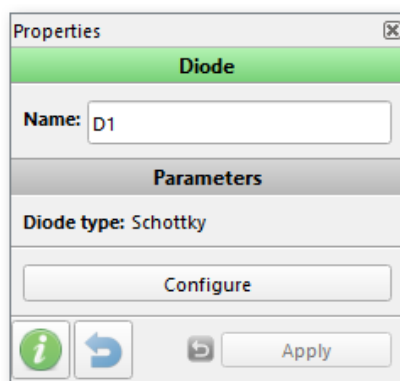 Properties
Diode
Name: D1
Parameters
Diode type: Schottky
Configure
Apply